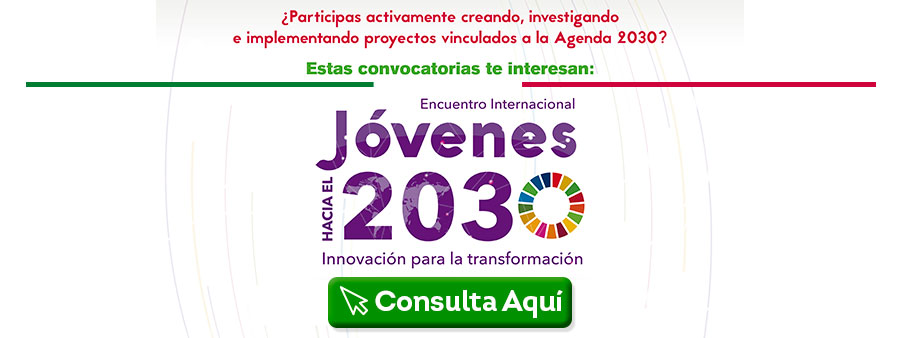 ¿Participas activamente creando, investigando
e implementando proyectos vinculados a la Agenda 2030?
Estas convocatorias te interesan:
Encuentro Internacional
Jóvenes
HACIA EL
2030
Innovación para la transformación
Consulta Aquí